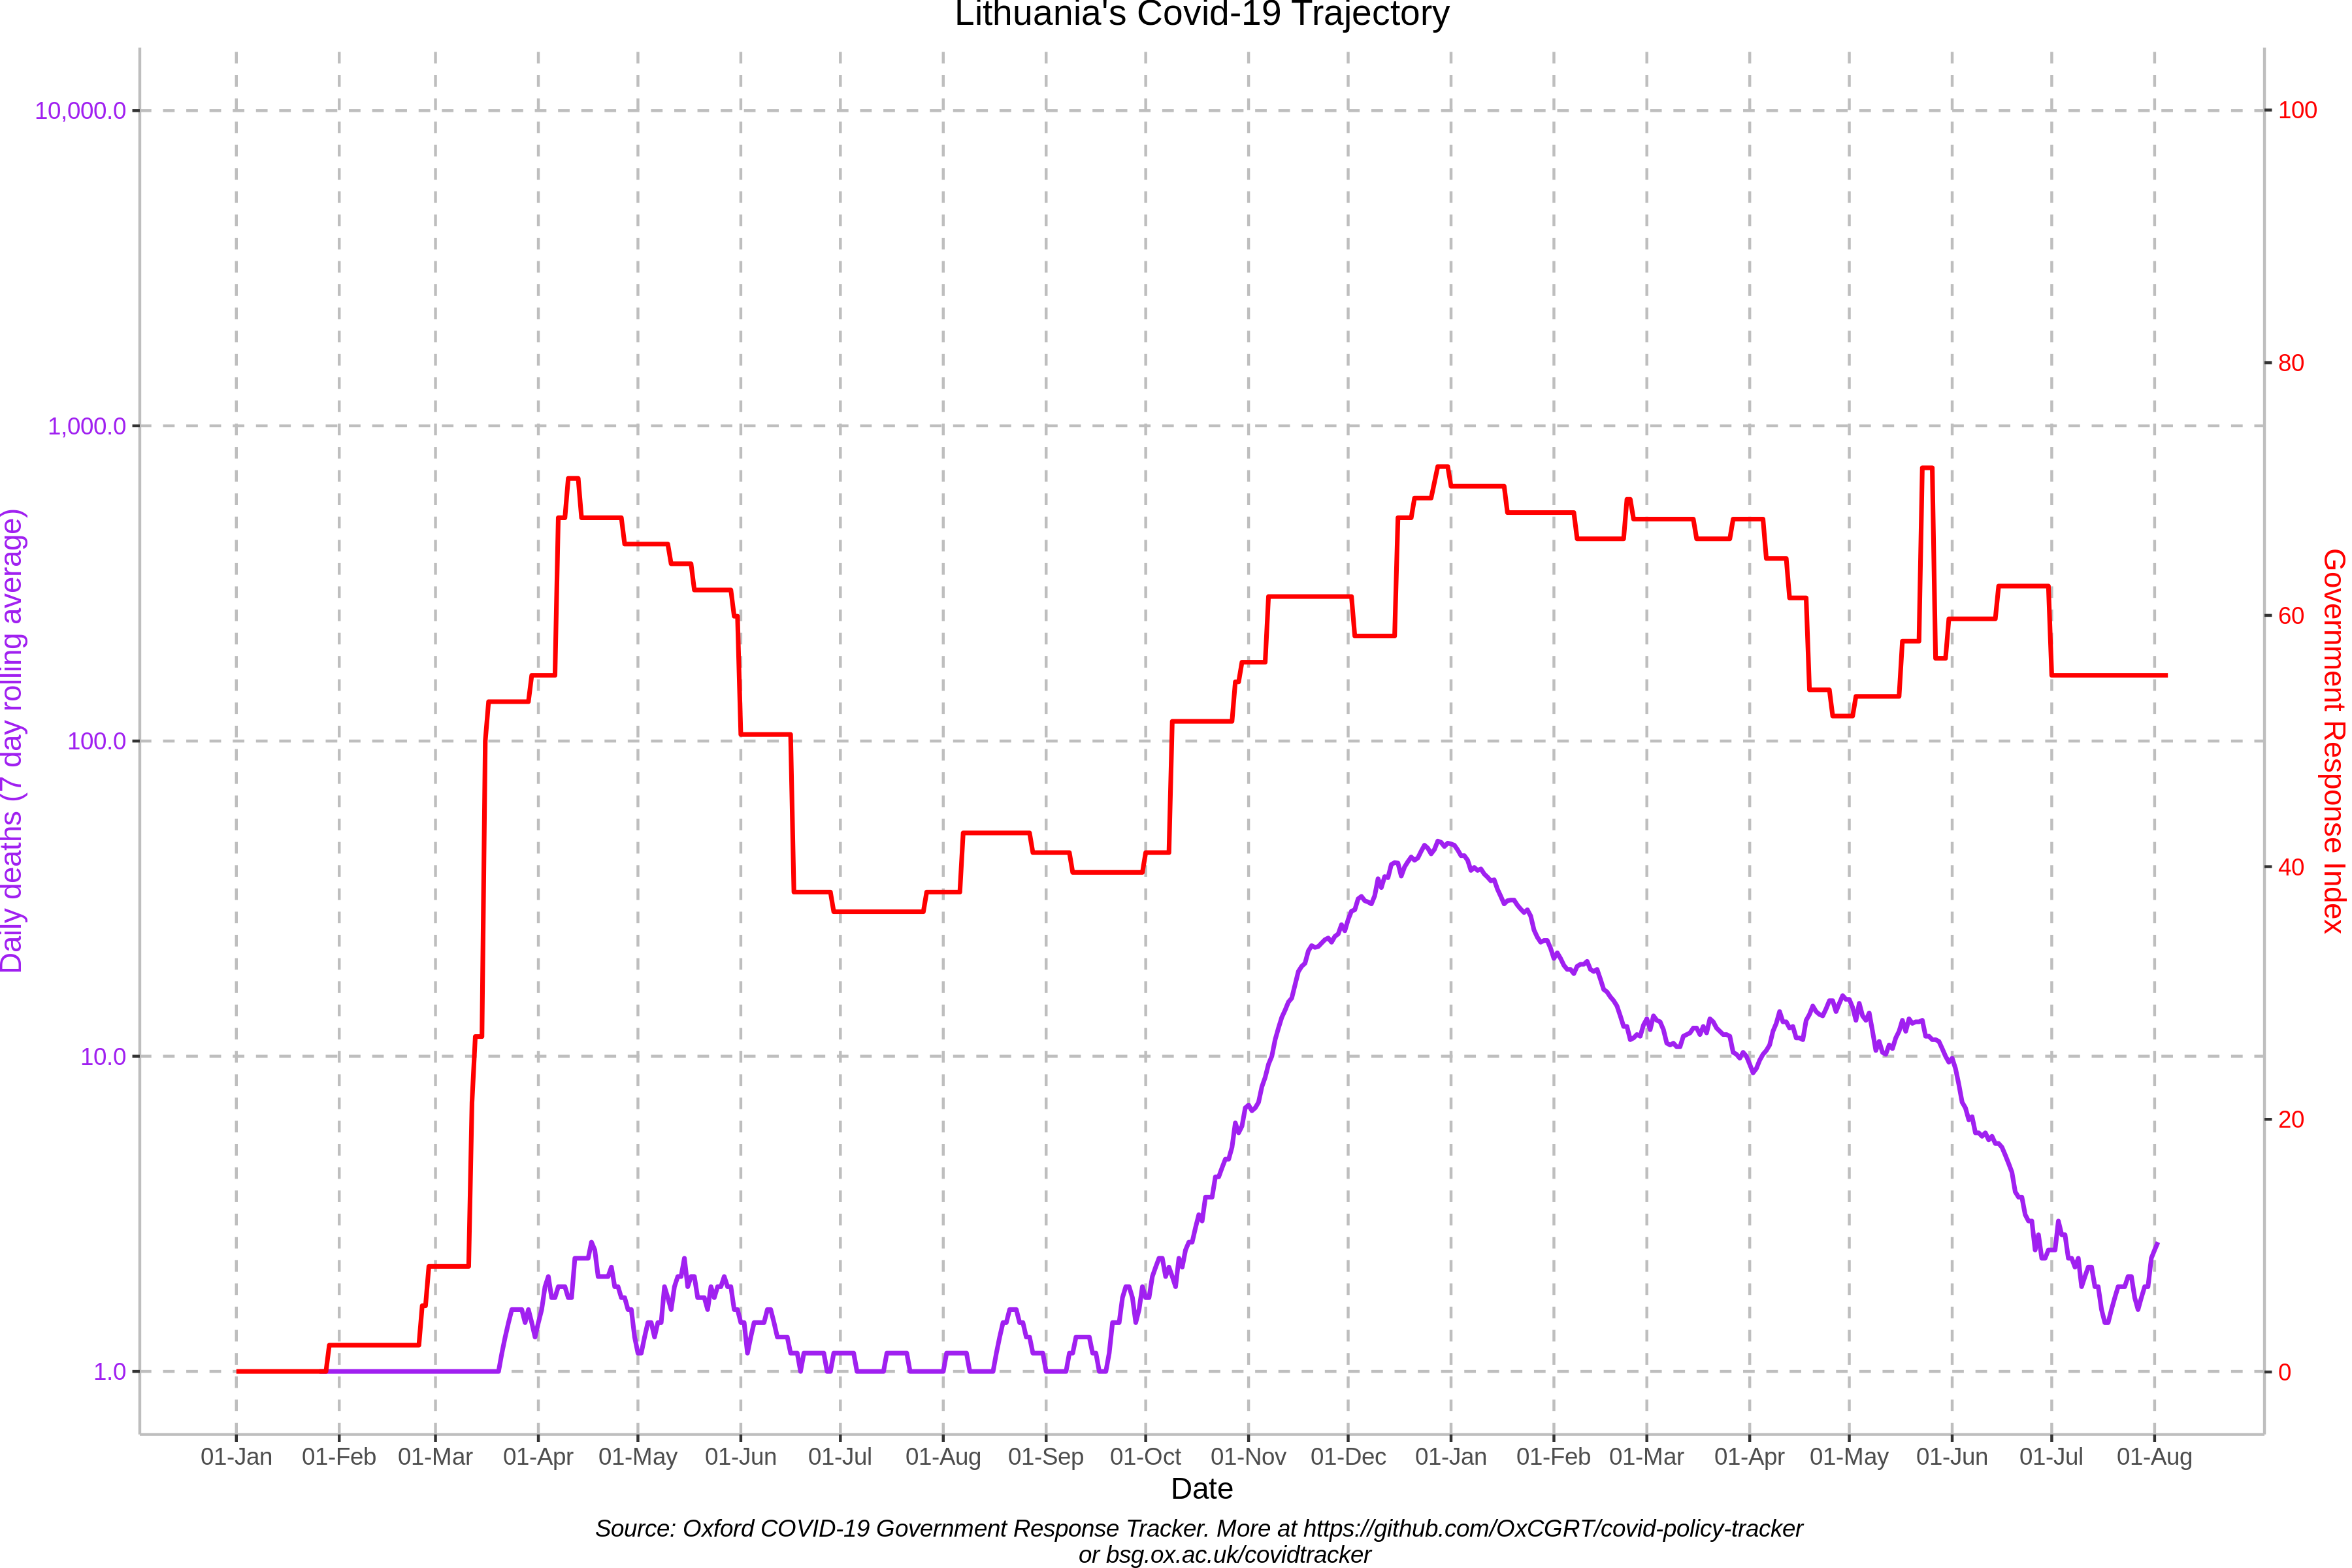 Lithuania's Covid-19 Trajectory
10,000.0
1,000.0
100.0
10.0
1.0
Daily deaths (7 day rolling average)
100
80
60
40
20
0
Government Response Index
01-Jan 01-Feb 01-Mar 01-Apr 01-May 01-Jun 01-Jul 01-Aug 01-Sep 01-Oct 01-Nov 01-Dec 01-Jan 01-Feb 01-Mar 01-Apr 01-May 01-Jun 01-Jul 01-Aug
Date
Source: Oxford COVID-19 Government Response Tracker. More at https://github.com/OxCGRT/covid-policy-tracker
or bsg.ox.ac.uk/covidtracker